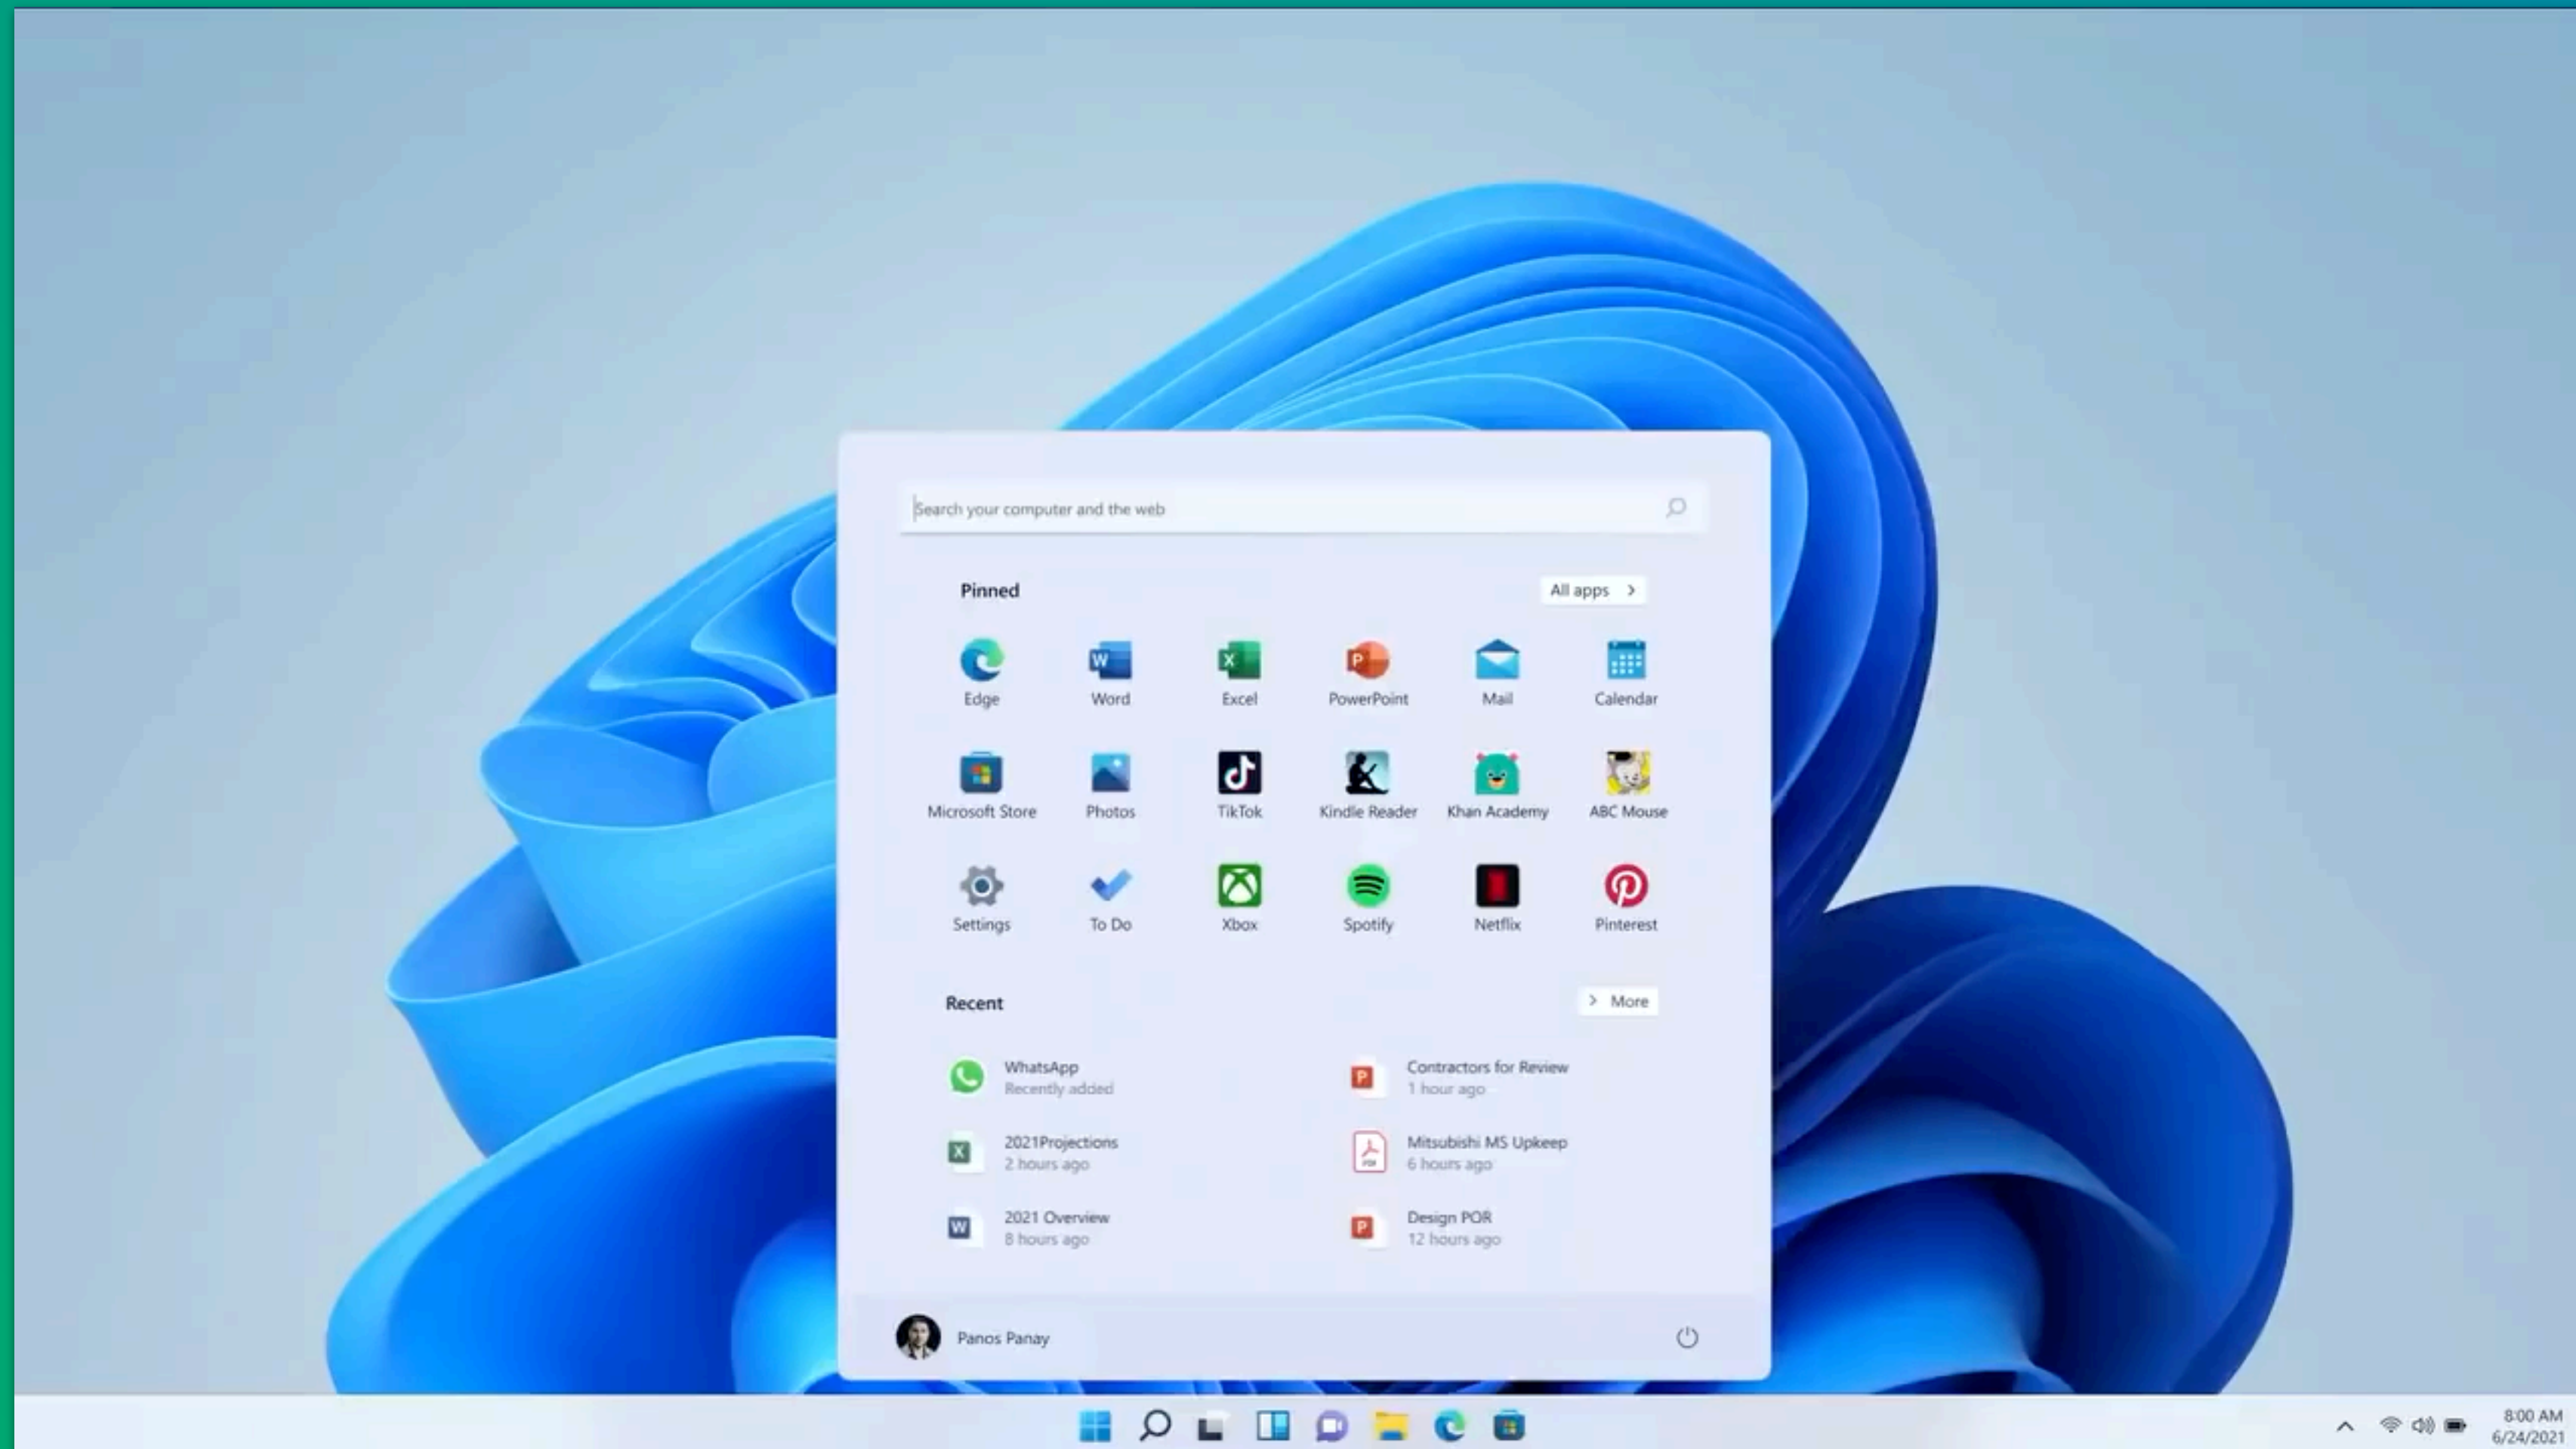 Search your computer and the web
Pinned
All apps
Edge
Word
Excel
PowerPoint
Mail
Calendar
Microsoft Store
Photos
TikTok
Kindle Reader
Khan Academy
ABC Mouse
Settings
To Do
Xbox
Spotify
Netflix
Pinterest
Recent
More
WhatsApp
Recently added
Contractors for Review
1 hour ago
2021Projections
2 hours ago
Mitsubishi MS Upkeep
6 hours ago
2021 Overview
8 hours ago
Design POR
12 hours ago
Panos Panay
8:00 AM
6/24/2021